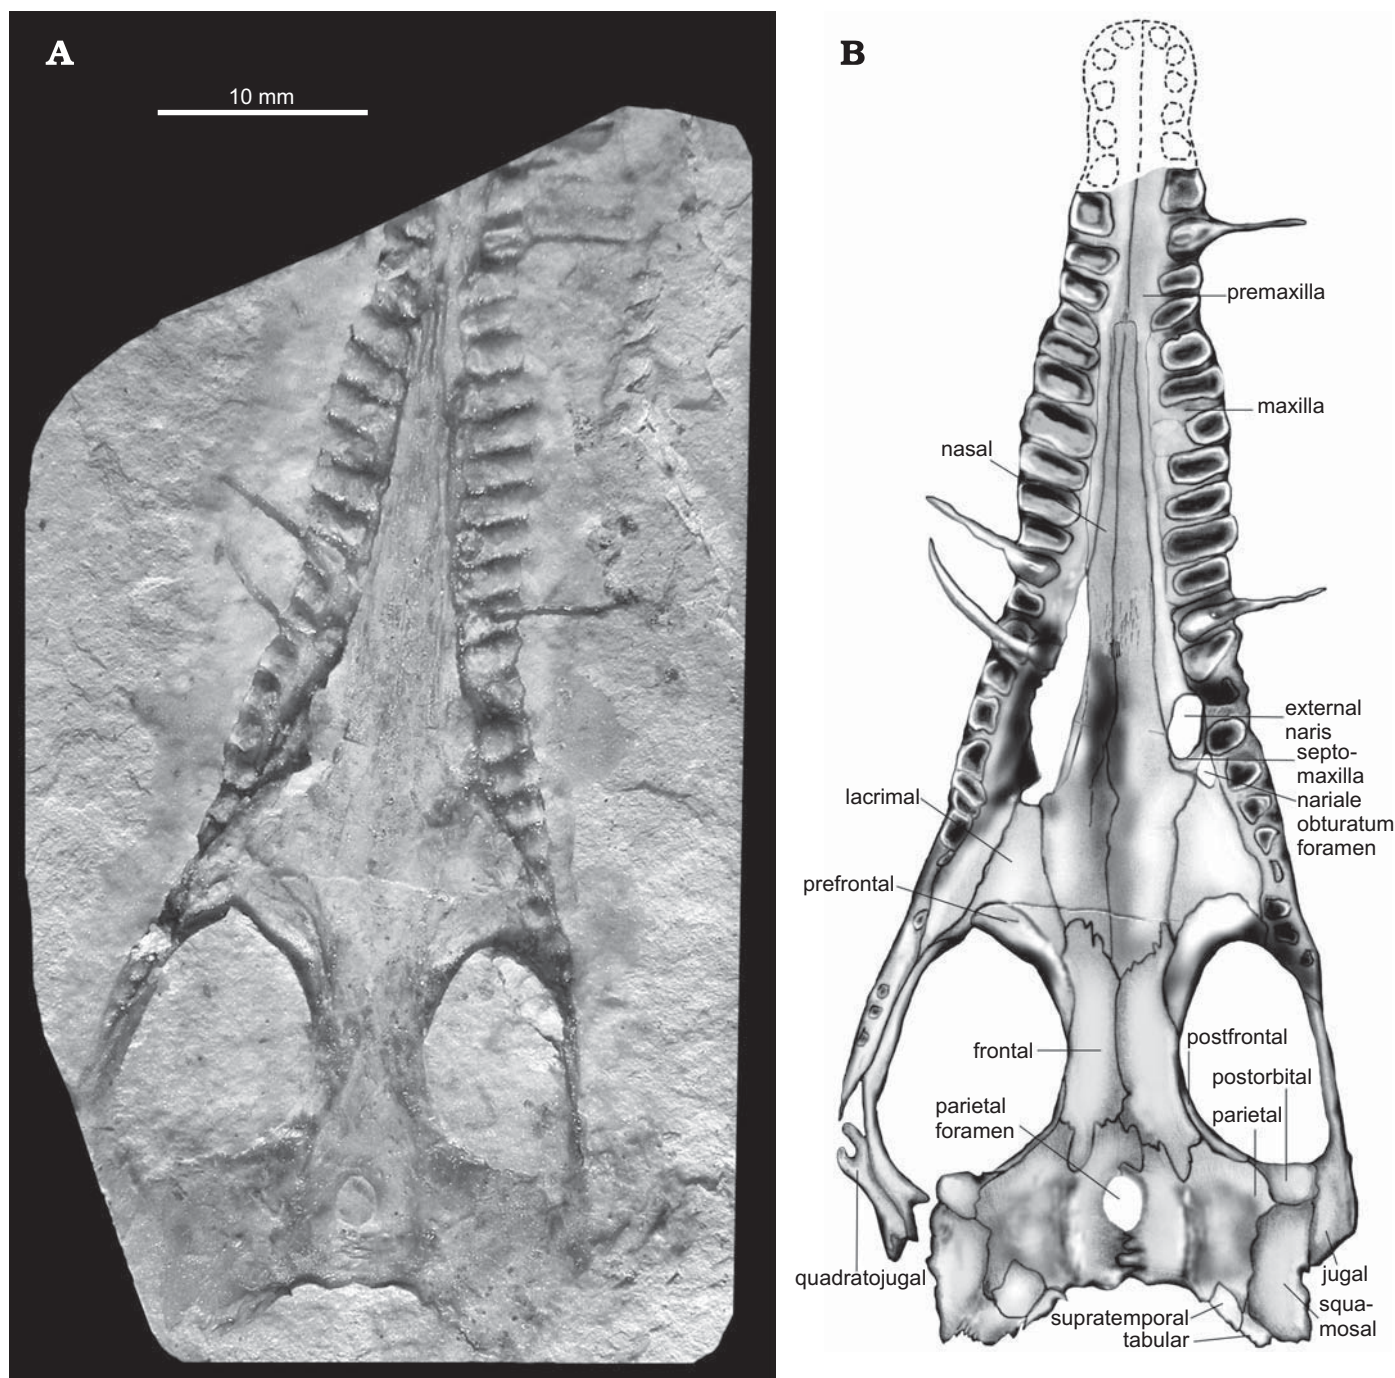 A
10 mm
B
premaxilla
maxilla
nasal
external
naris
septo-
maxilla
nariale
obturatum
foramen
lacrimal
prefrontal
frontal
postfrontal
postorbital
parietal
parietal
foramen
quadratojugal
supratemporal
tabular
jugal
squa-
mosal